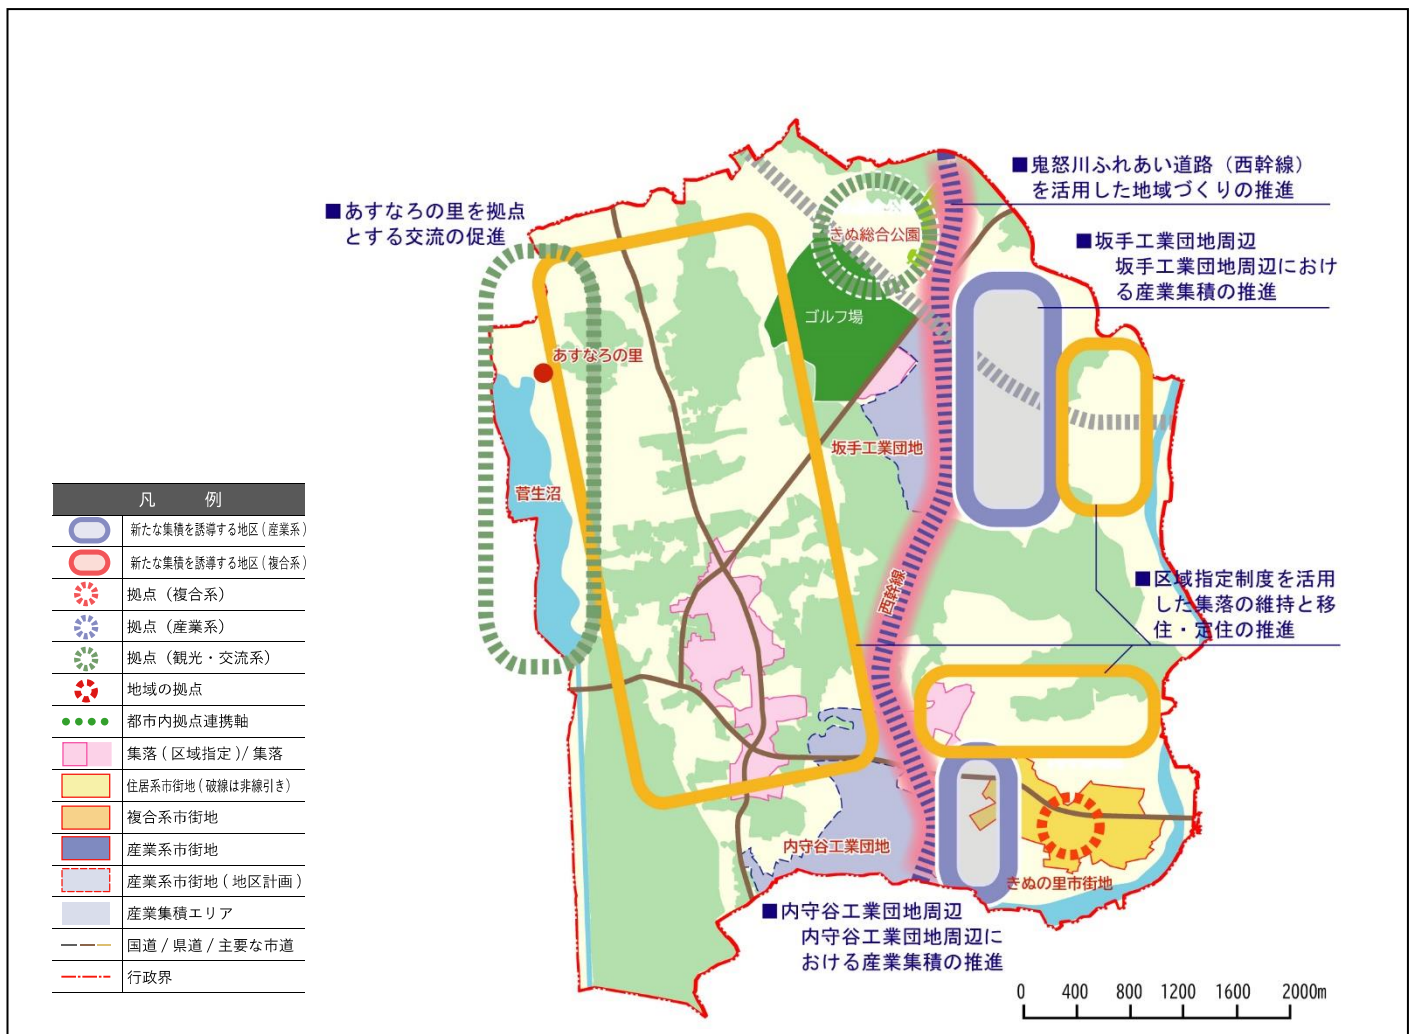 ■鬼怒川ふれあい道路（西幹線）
を活用した地域づくりの推進
■あすなろの里を拠点
とする交流の促進
■坂手工業団地周辺
坂手工業団地周辺におけ
る産業集積の推進
きぬ総合公園
ゴルフ場
あすなろの里
坂手工業団地
菅生沼
西幹線
■区域指定制度を活用
した集落の維持と移
住・定住の推進
内守谷工業団地
きぬの里市街地
■内守谷工業団地周辺
内守谷工業団地周辺に
おける産業集積の推進
凡　例
新たな集積を誘導する地区(産業系)
新たな集積を誘導する地区(複合系)
拠点（複合系）
拠点（産業系）
拠点（観光・交流系）
地域の拠点
都市内拠点連携軸
集落(区域指定)/集落
住居系市街地(破線は非線引き)
複合系市街地
産業系市街地
産業系市街地(地区計画)
産業集積エリア
国道/県道/主要な市道
行政界
0 400 800 1200 1600 2000m